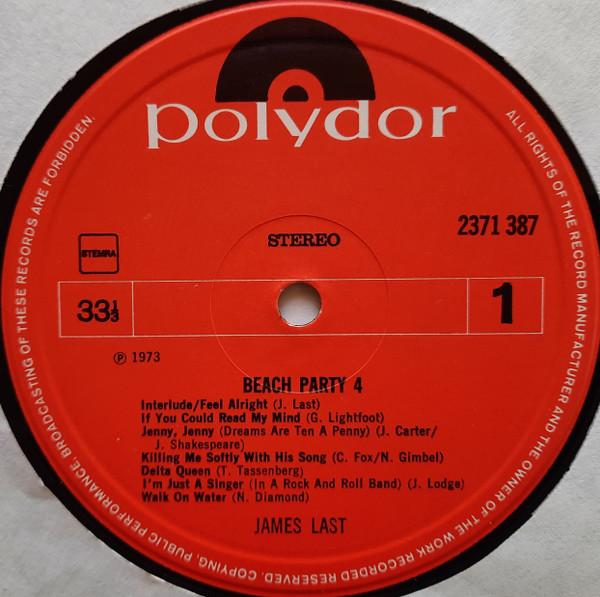 polydor
STEREO
2371 387
STEMRA
33⅓
1
Ⓟ 1973
BEACH PARTY 4
Interlude/Feel Alright (J. Last)
If You Could Read My Mind (G. Lightfoot)
Jenny, Jenny (Dreams Are Ten A Penny) (J. Carter/
J. Shakespeare)
Killing Me Softly With His Song (C. Fox/N. Gimbel)
Delta Queen (T. Tassenberg)
I'm Just A Singer (In A Rock And Roll Band) (J. Lodge)
Walk On Water (N. Diamond)
JAMES LAST
ALL RIGHTS OF THE RECORD MANUFACTURER AND THE OWNER OF THE WORK RECORDED RESERVED. COPYING, PUBLIC PERFORMANCE, BROADCASTING OF THESE RECORDS ARE FORBIDDEN.